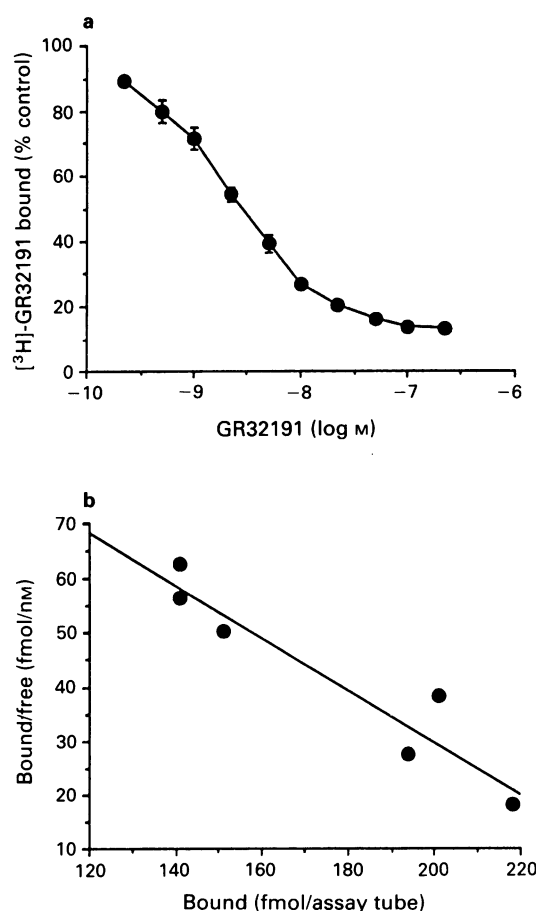 a
[³H]-GR32191 bound (% control)
100
80
60
40
20
0
−10 −9 −8 −7 −6
GR32191 (log M)
b
Bound/free (fmol/nM)
70
60
50
40
30
20
10
120 140 160 180 200 220
Bound (fmol/assay tube)